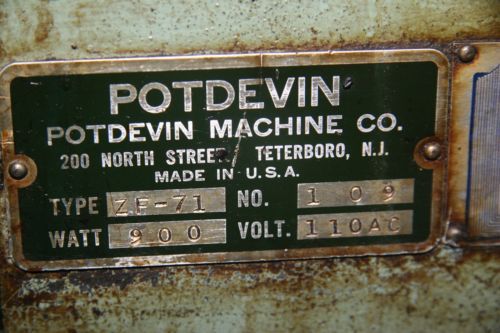 POTDEVIN
POTDEVIN MACHINE CO.
200 NORTH STREET, TETERBORO, N.J.
MADE IN U.S.A.
TYPE ZF-71 NO. 109
WATT 900 VOLT. 110AC